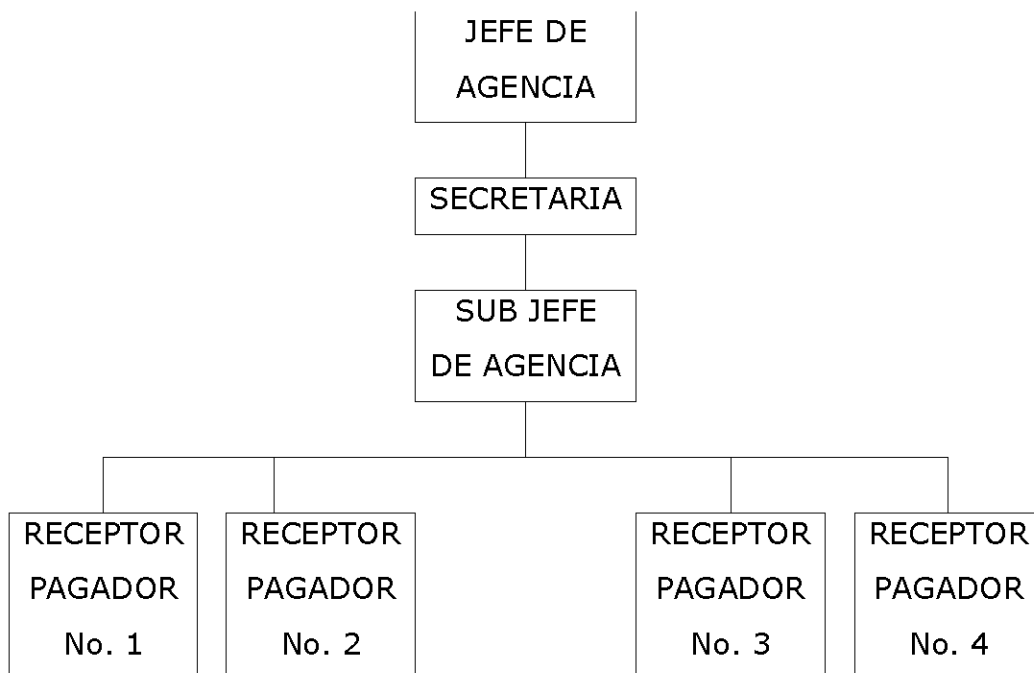 JEFE DE
AGENCIA
SECRETARIA
SUB JEFE
DE AGENCIA
RECEPTOR
PAGADOR
No. 1
RECEPTOR
PAGADOR
No. 2
RECEPTOR
PAGADOR
No. 3
RECEPTOR
PAGADOR
No. 4